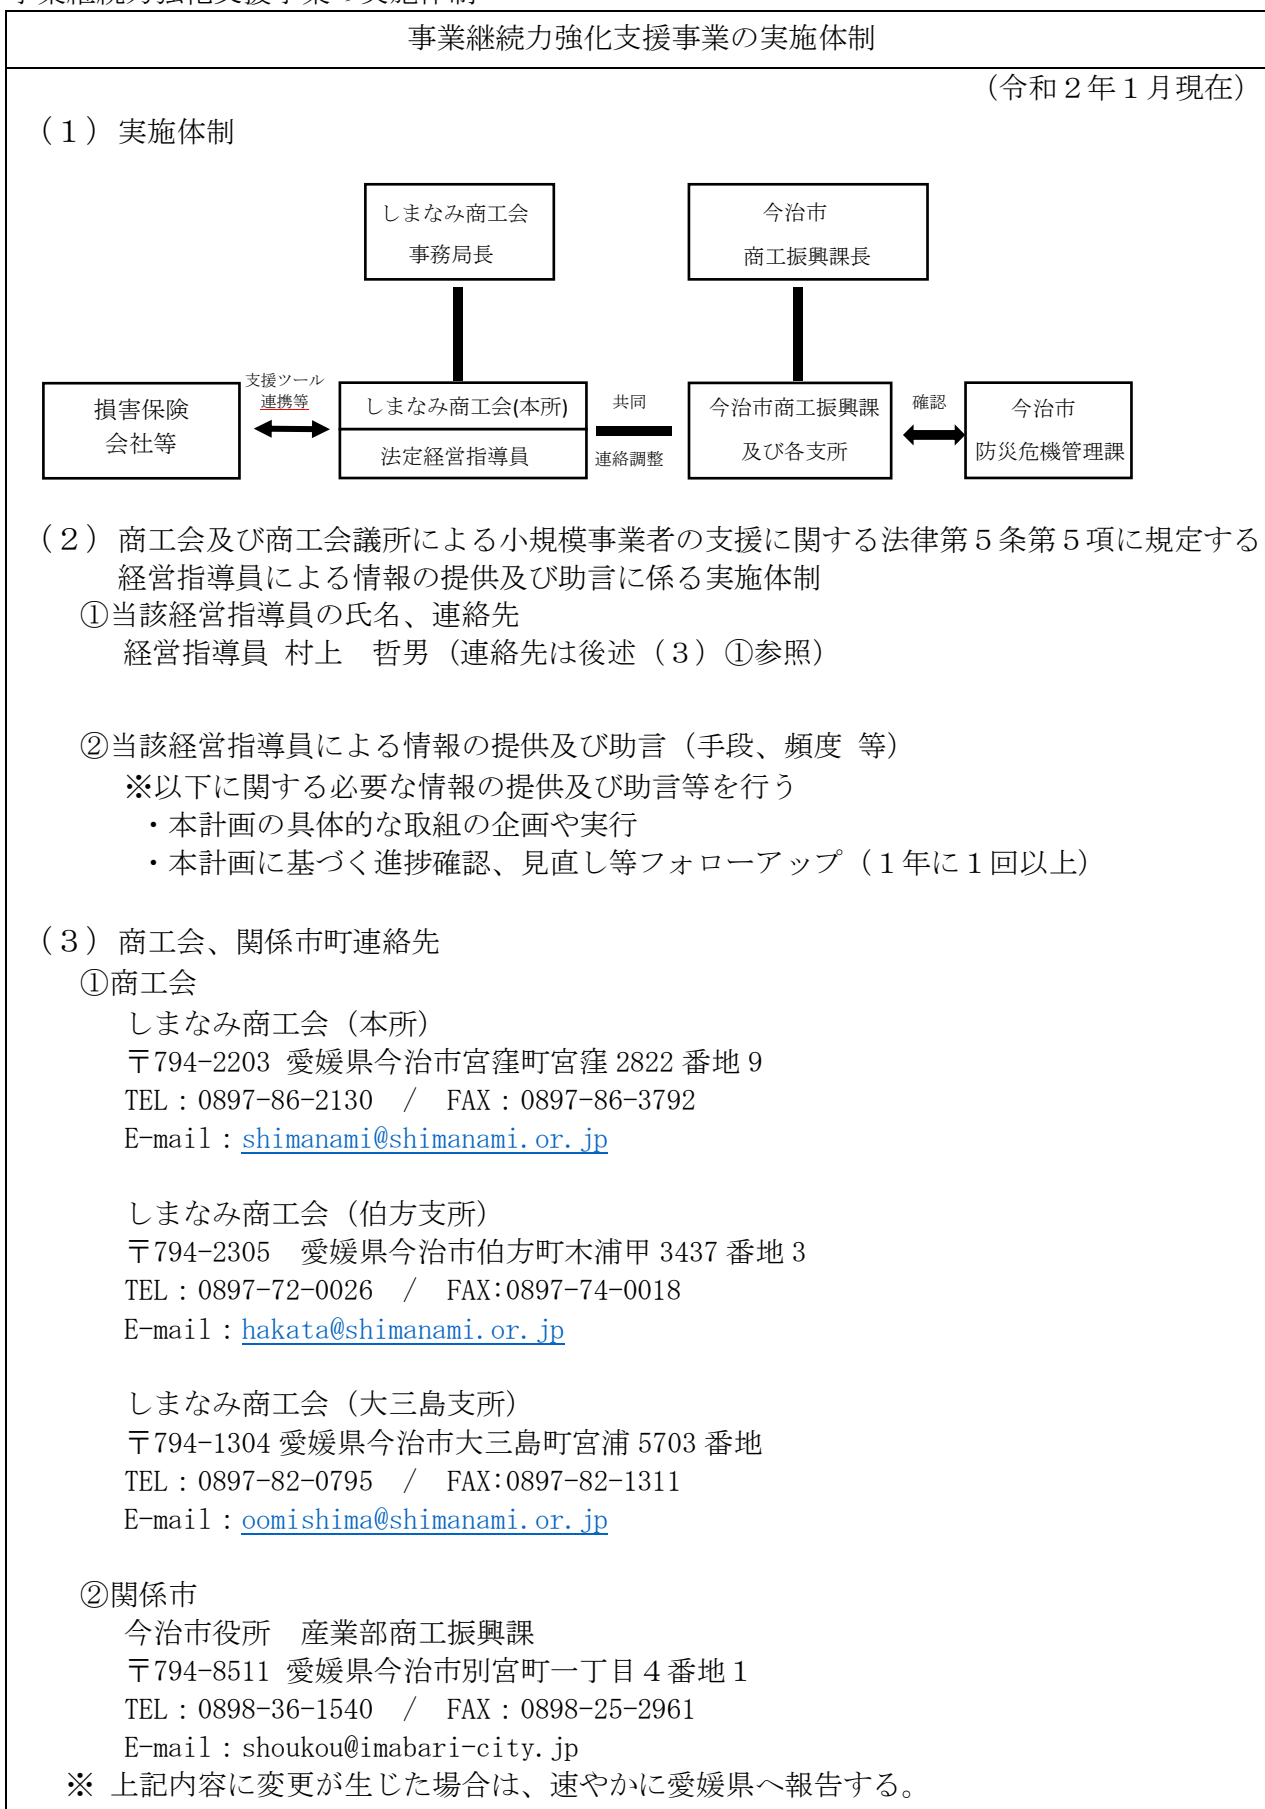 事業継続力強化支援事業の実施体制
事業継続力強化支援事業の実施体制
（令和２年１月現在）
（１）実施体制
しまなみ商工会
事務局長
今治市
商工振興課長
損害保険
会社等
支援ツール
連携等
しまなみ商工会(本所)
法定経営指導員
共同
連絡調整
今治市商工振興課
及び各支所
確認
今治市
防災危機管理課
（２）商工会及び商工会議所による小規模事業者の支援に関する法律第５条第５項に規定する
経営指導員による情報の提供及び助言に係る実施体制
①当該経営指導員の氏名、連絡先
経営指導員 村上　哲男（連絡先は後述（３）①参照）
②当該経営指導員による情報の提供及び助言（手段、頻度 等）
※以下に関する必要な情報の提供及び助言等を行う
・本計画の具体的な取組の企画や実行
・本計画に基づく進捗確認、見直し等フォローアップ（１年に１回以上）
（３）商工会、関係市町連絡先
①商工会
しまなみ商工会（本所）
〒794-2203 愛媛県今治市宮窪町宮窪 2822 番地 9
TEL：0897-86-2130　/　FAX：0897-86-3792
E-mail：shimanami@shimanami.or.jp
しまなみ商工会（伯方支所）
〒794-2305　愛媛県今治市伯方町木浦甲 3437 番地 3
TEL：0897-72-0026　/　FAX:0897-74-0018
E-mail：hakata@shimanami.or.jp
しまなみ商工会（大三島支所）
〒794-1304 愛媛県今治市大三島町宮浦 5703 番地
TEL：0897-82-0795　/　FAX:0897-82-1311
E-mail：oomishima@shimanami.or.jp
②関係市
今治市役所　産業部商工振興課
〒794-8511 愛媛県今治市別宮町一丁目４番地１
TEL：0898-36-1540　/　FAX：0898-25-2961
E-mail：shoukou@imabari-city.jp
※ 上記内容に変更が生じた場合は、速やかに愛媛県へ報告する。